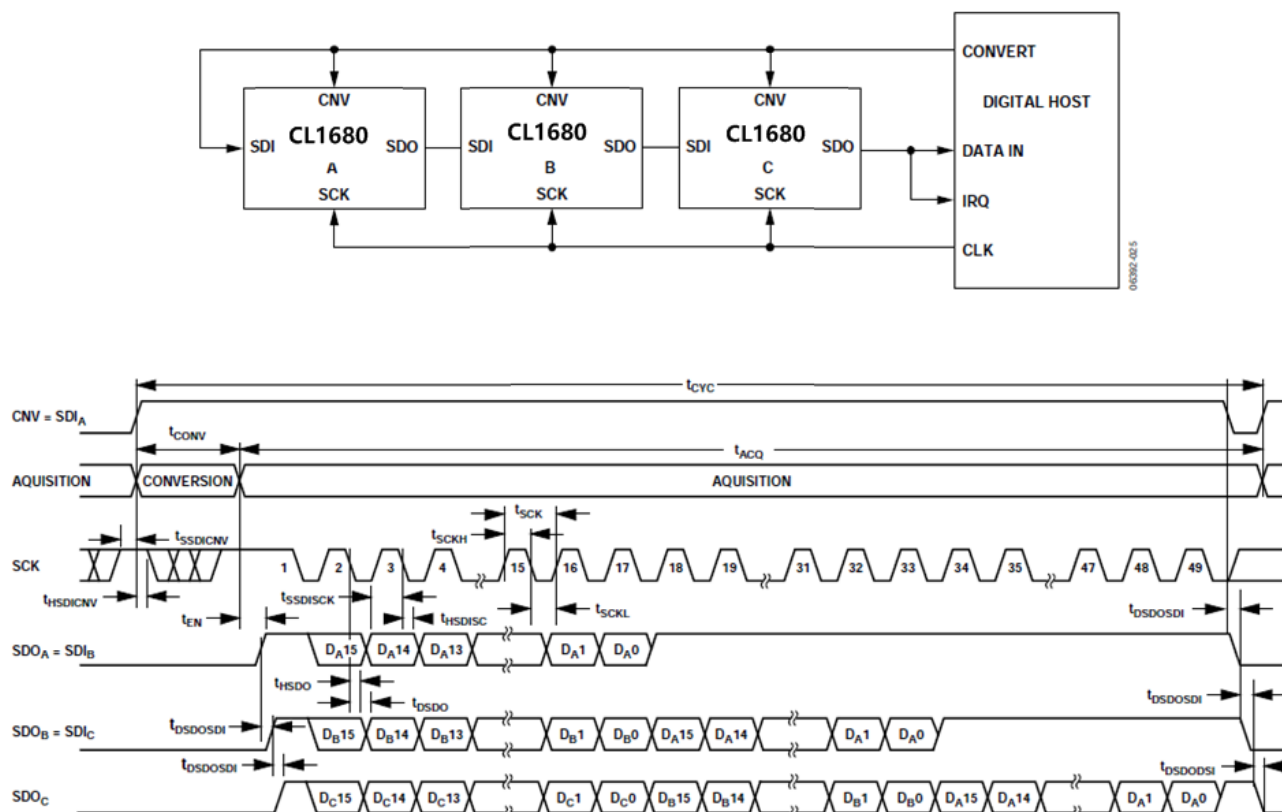 CONVERT
CNV CNV CNV
DIGITAL HOST
CL1680 CL1680 CL1680
SDI SDO SDI SDO SDI SDO DATA IN
A B C
SCK SCK SCK IRQ
CLK
06392-025
tCYC
CNV = SDIA
tCONV
tACQ
AQUISITION CONVERSION AQUISITION
tSSDICNV tSCK
tSCKH
SCK 1 2 3 4 15 16 17 18 19 31 32 33 34 35 47 48 49
tHSDICNV tSSDISCK tHSDISC tSCKL tDSDOSDI
tEN
SDOA = SDIB DA15 DA14 DA13 DA1 DA0
tHSDO
tDSDO
tDSDOSDI tDSDOSDI
SDOB = SDIC DB15 DB14 DB13 DB1 DB0 DA15 DA14 DA1 DA0
tDSDOSDI tDSDODSI
SDOC DC15 DC14 DC13 DC1 DC0 DB15 DB14 DB1 DB0 DA15 DA14 DA1 DA0